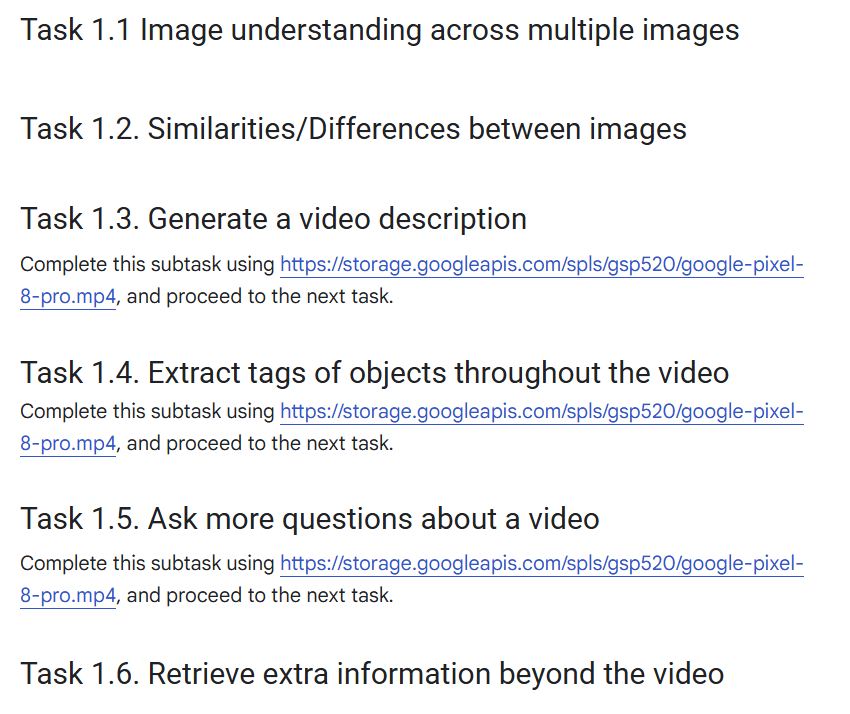 Task 1.1 Image understanding across multiple images
Task 1.2. Similarities/Differences between images
Task 1.3. Generate a video description
Complete this subtask using https://storage.googleapis.com/spls/gsp520/google-pixel-
8-pro.mp4, and proceed to the next task.
Task 1.4. Extract tags of objects throughout the video
Complete this subtask using https://storage.googleapis.com/spls/gsp520/google-pixel-
8-pro.mp4, and proceed to the next task.
Task 1.5. Ask more questions about a video
Complete this subtask using https://storage.googleapis.com/spls/gsp520/google-pixel-
8-pro.mp4, and proceed to the next task.
Task 1.6. Retrieve extra information beyond the video